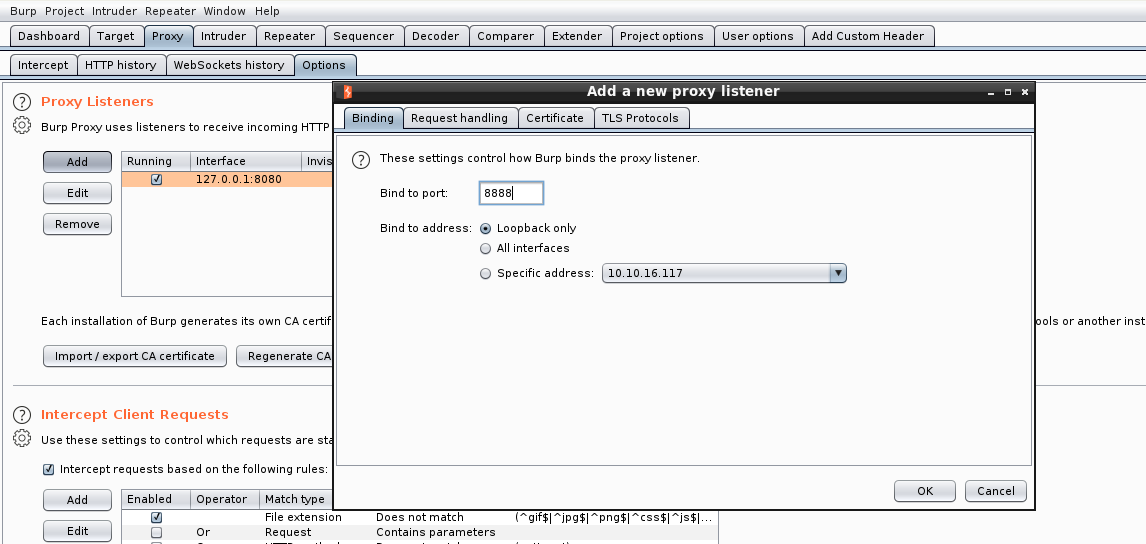 Burp Project Intruder Repeater Window Help
Dashboard Target Proxy Intruder Repeater Sequencer Decoder Comparer Extender Project options User options Add Custom Header
Intercept HTTP history WebSockets history Options
Add a new proxy listener
Binding Request handling Certificate TLS Protocols
These settings control how Burp binds the proxy listener.
Bind to port: 8888
Bind to address: Loopback only
All interfaces
Specific address: 10.10.16.117
OK Cancel
? Proxy Listeners
Burp Proxy uses listeners to receive incoming HTTP
Add Running Interface Invis
127.0.0.1:8080
Edit
Remove
Each installation of Burp generates its own CA certif ools or another inst
Import / export CA certificate Regenerate CA
? Intercept Client Requests
Use these settings to control which requests are sta
Intercept requests based on the following rules:
Add Enabled Operator Match type
File extension Does not match (^gif$|^jpg$|^png$|^css$|^js$|...
Edit Or Request Contains parameters